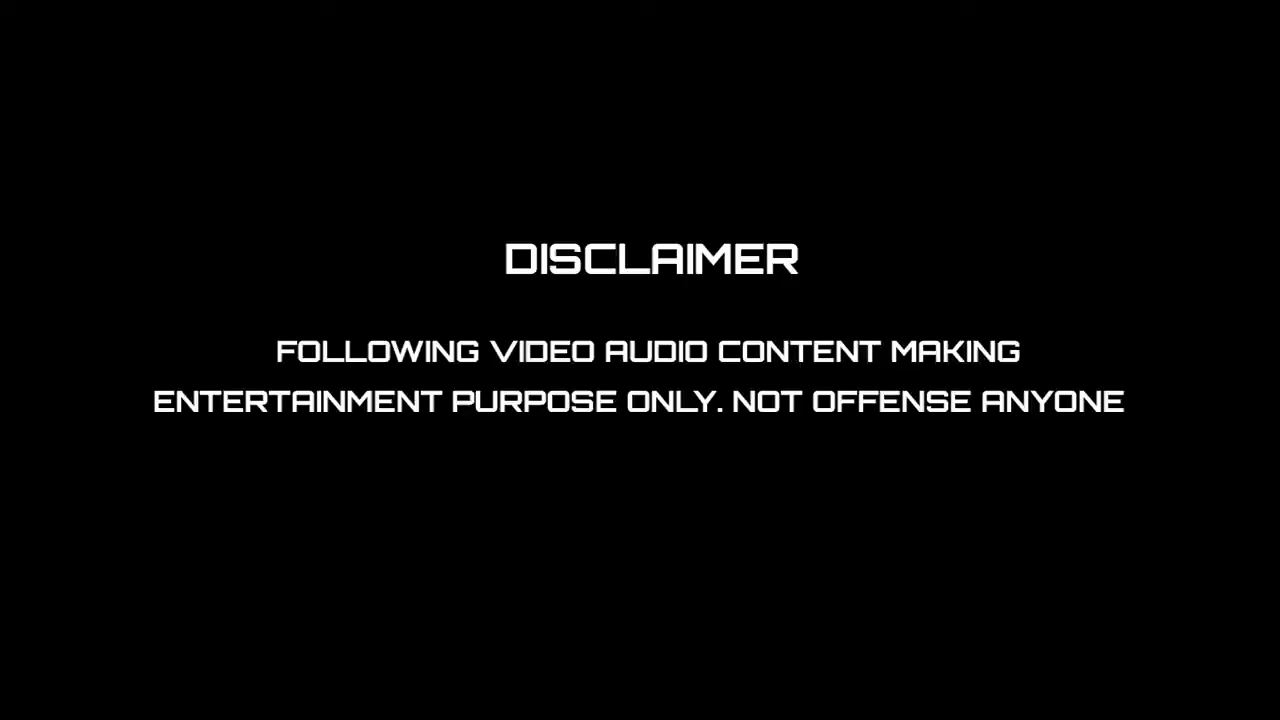 DISCLAIMER
FOLLOWING VIDEO AUDIO CONTENT MAKING
ENTERTAINMENT PURPOSE ONLY. NOT OFFENSE ANYONE